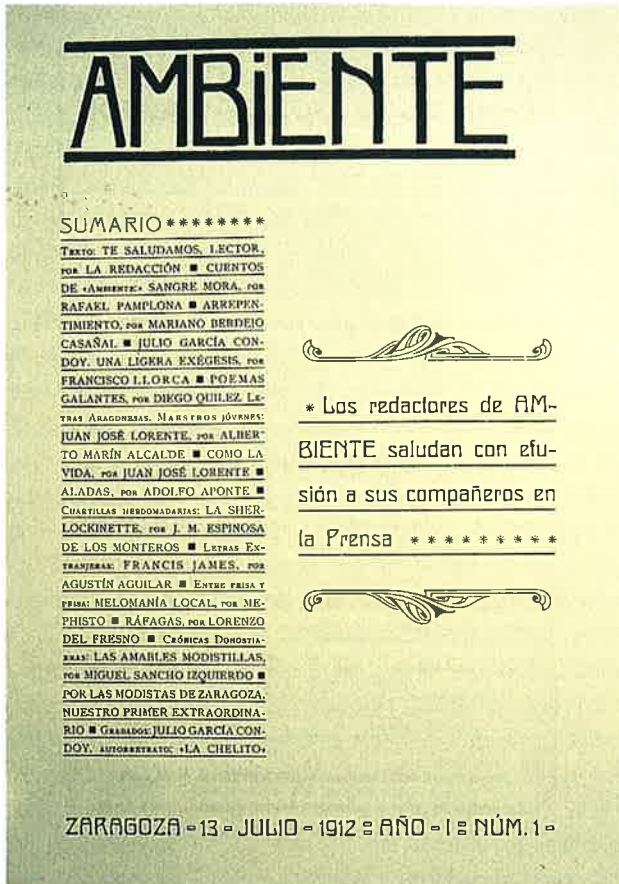 AMBiENTE
SUMARIO ********
TEXTO: TE SALUDAMOS, LECTOR,
POR LA REDACCIÓN ■ CUENTOS
DE «AMBIENTE:» SANGRE MORA, POR
RAFAEL PAMPLONA ■ ARREPEN-
TIMIENTO, POR MARIANO BERDEJO
CASAÑAL ■ JULIO GARCÍA CON-
DOY. UNA LIGERA EXÉGESIS, POR
FRANCISCO LLORCA ■ POEMAS
GALANTES, POR DIEGO QUILEZ. LE-
TRAS ARAGONESAS. MAESTROS JÓVENES:
JUAN JOSÉ LORENTE, POR ALBER-
TO MARÍN ALCALDE ■ COMO LA
VIDA, POR JUAN JOSÉ LORENTE ■
ALADAS, POR ADOLFO APONTE ■
CUARTILLAS HEBDOMADARIAS: LA SHER-
LOCKINETTE, POR J. M. ESPINOSA
DE LOS MONTEROS ■ LETRAS EX-
TRANJERAS: FRANCIS JAMES, POR
AGUSTÍN AGUILAR ■ ENTRE PRISA Y
PRISA: MELOMANÍA LOCAL, POR ME-
PHISTO ■ RÁFAGAS, POR LORENZO
DEL FRESNO ■ CRÓNICAS DONOSTIA-
RRAS: LAS AMABLES MODISTILLAS,
POR MIGUEL SANCHO IZQUIERDO ■
POR LAS MODISTAS DE ZARAGOZA,
NUESTRO PRIMER EXTRAORDINA-
RIO ■ GRABADOS: JULIO GARCÍA CON-
DOY, AUTORRETRATO: «LA CHELITO»
* Los redactores de AM-
BIENTE saludan con efu-
sión a sus compañeros en
la Prensa * * * * * * * * *
ZARAGOZA = 13 = JULIO = 1912 :: AÑO = I :: NÚM. 1 =